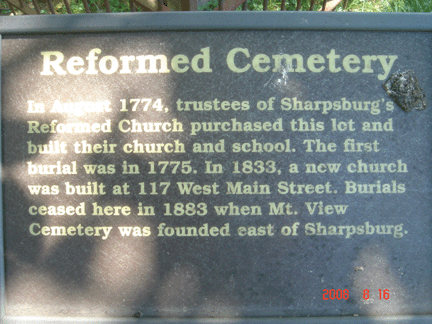 Reformed Cemetery
In August 1774, trustees of Sharpsburg's
Reformed Church purchased this lot and
built their church and school. The first
burial was in 1775. In 1833, a new church
was built at 117 West Main Street. Burials
ceased here in 1883 when Mt. View
Cemetery was founded east of Sharpsburg.
2008 8 16